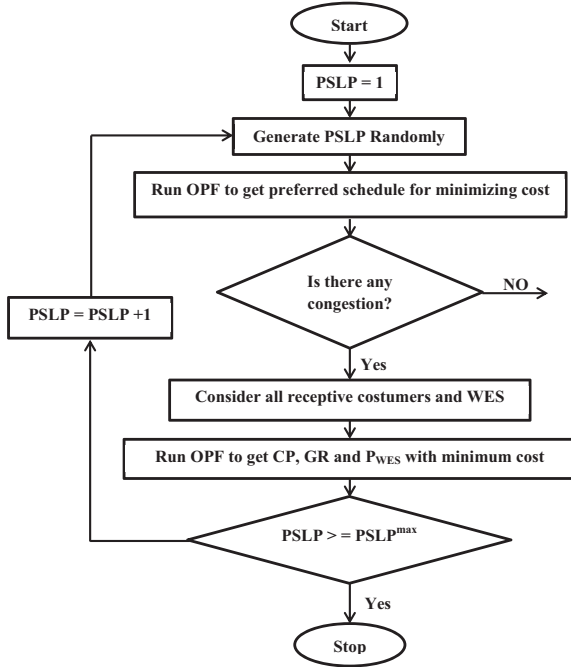 Start
PSLP = 1
Generate PSLP Randomly
Run OPF to get preferred schedule for minimizing cost
Is there any
congestion?
NO
PSLP = PSLP +1
Yes
Consider all receptive costumers and WES
Run OPF to get CP, GR and PWES with minimum cost
PSLP > = PSLPmax
Yes
Stop